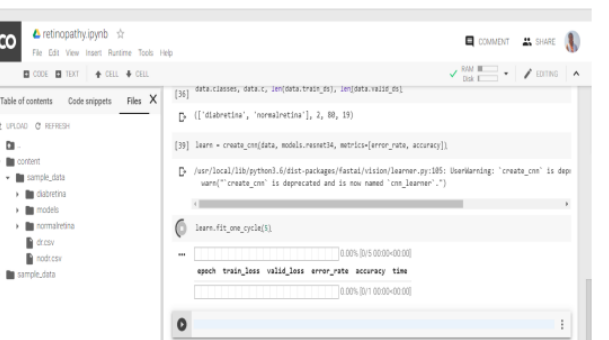 CO
retinopathy.ipynb
File Edit View Insert Runtime Tools Help
COMMENT SHARE
CODE TEXT CELL CELL
RAM
Disk
EDITING
Table of contents Code snippets Files X
UPLOAD REFRESH
..
content
sample_data
diabretina
models
normalretina
dr.csv
nodr.csv
sample_data
[36] data.classes, data.c, len(data.train_ds), len(data.valid_ds)
(['diabretina', 'normalretina'], 2, 80, 19)
[39] learn = create_cnn(data, models.resnet34, metrics=[error_rate, accuracy])
/usr/local/lib/python3.6/dist-packages/fastai/vision/learner.py:105: UserWarning: `create_cnn` is depr
warn("`create_cnn` is deprecated and is now named `cnn_learner`.")
learn.fit_one_cycle(5)
0.00% [0/5 00:00<00:00]
epoch train_loss valid_loss error_rate accuracy time
0.00% [0/1 00:00<00:00]